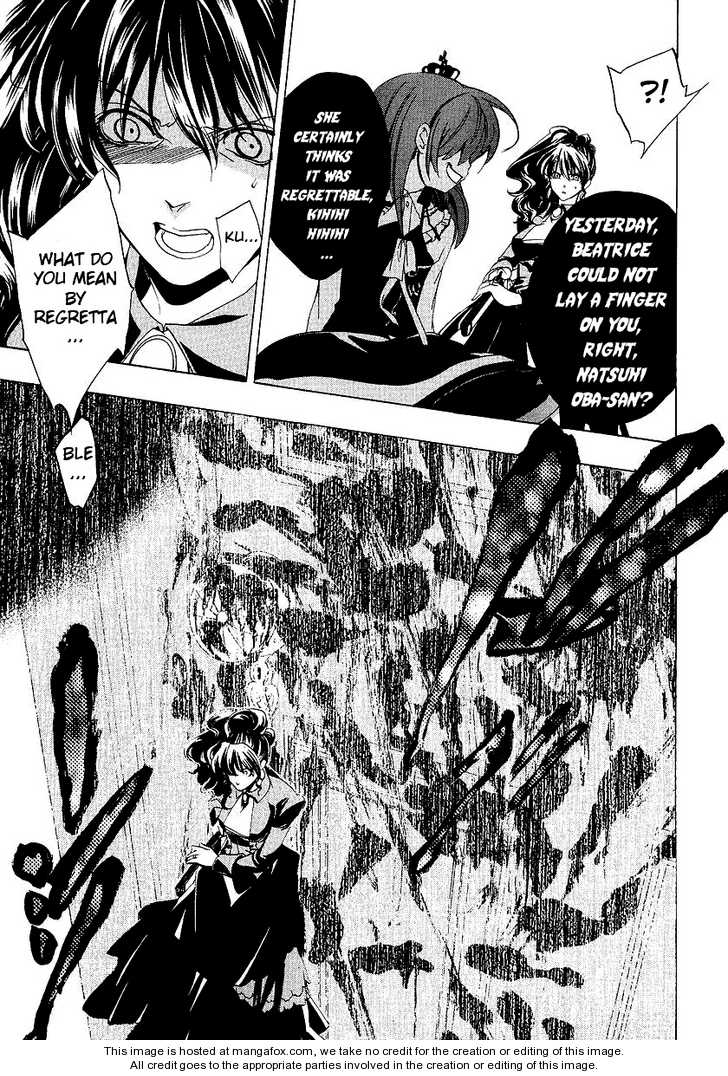 ?!
YESTERDAY,
BEATRICE
COULD NOT
LAY A FINGER
ON YOU,
RIGHT,
NATSUHI
OBA-SAN?
SHE
CERTAINLY
THINKS
IT WAS
REGRETTABLE,
KIHIHI
HIHIHI
...
KU...
WHAT DO
YOU MEAN
BY
REGRETTA
...
BLE
...
This image is hosted at mangafox.com, we take no credit for the creation or editing of this image.
All credit goes to the appropriate parties involved in the creation or editing of this image.